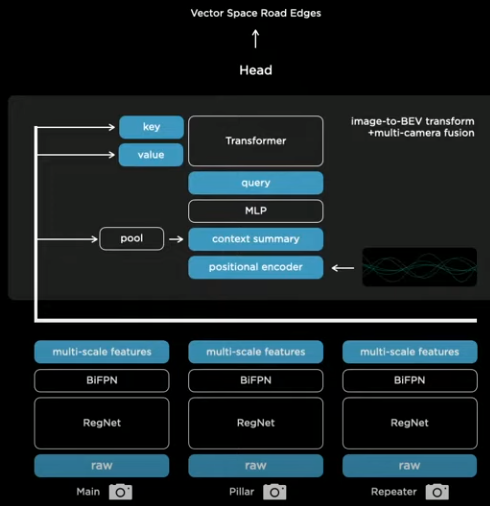 Vector Space Road Edges
Head
image-to-BEV transform
+multi-camera fusion
key
value
Transformer
query
MLP
pool
context summary
positional encoder
multi-scale features
multi-scale features
multi-scale features
BiFPN
BiFPN
BiFPN
RegNet
RegNet
RegNet
raw
raw
raw
Main
Pillar
Repeater